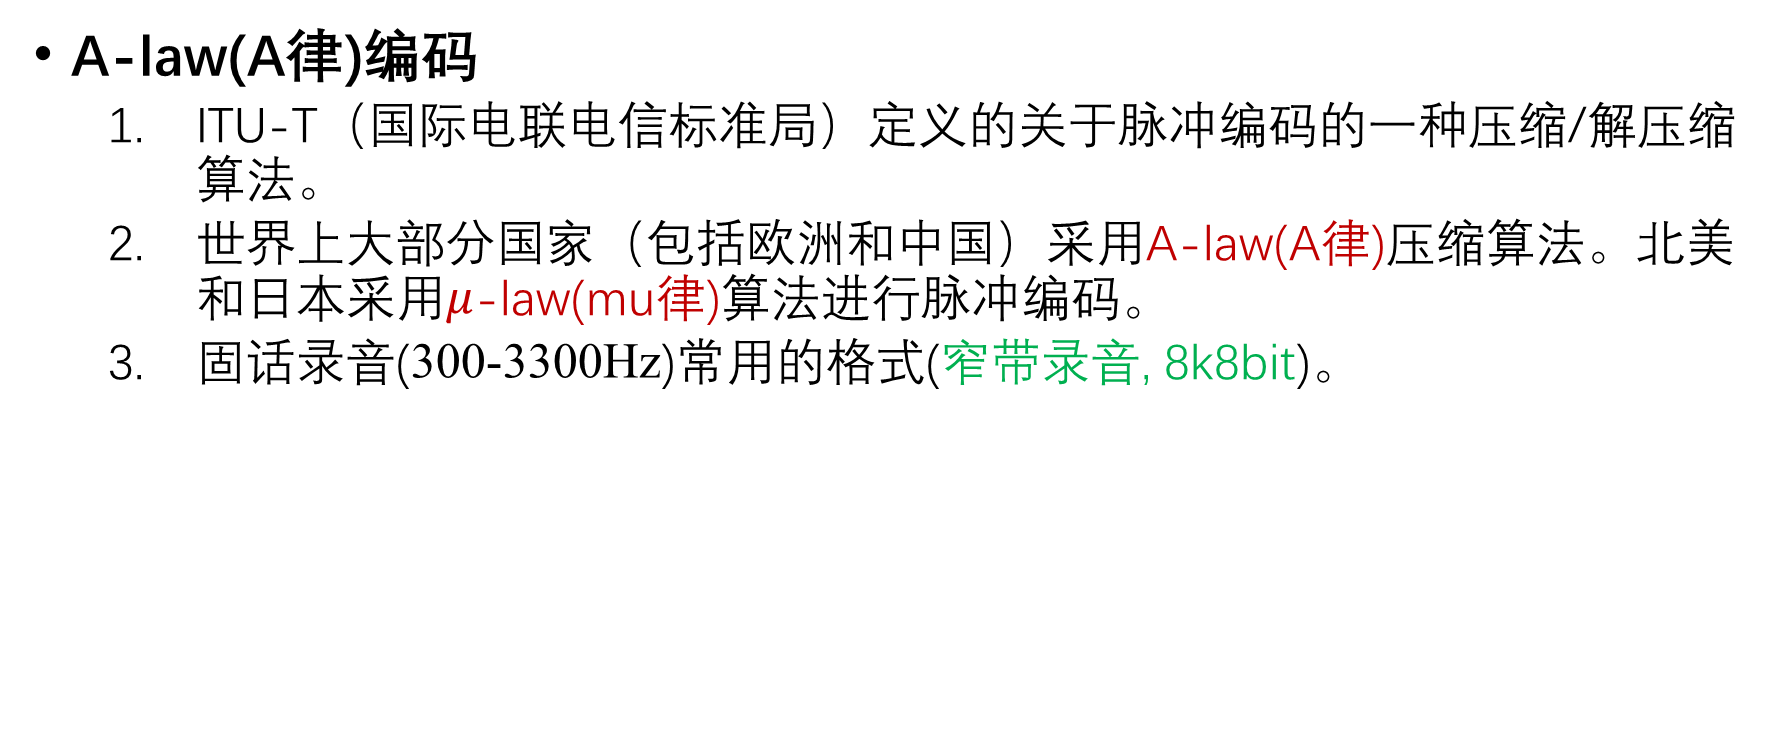 • A-law(A律)编码
1. ITU-T（国际电联电信标准局）定义的关于脉冲编码的一种压缩/解压缩
算法。
2. 世界上大部分国家（包括欧洲和中国）采用A-law(A律)压缩算法。北美
和日本采用μ-law(mu律)算法进行脉冲编码。
3. 固话录音(300-3300Hz)常用的格式(窄带录音, 8k8bit)。